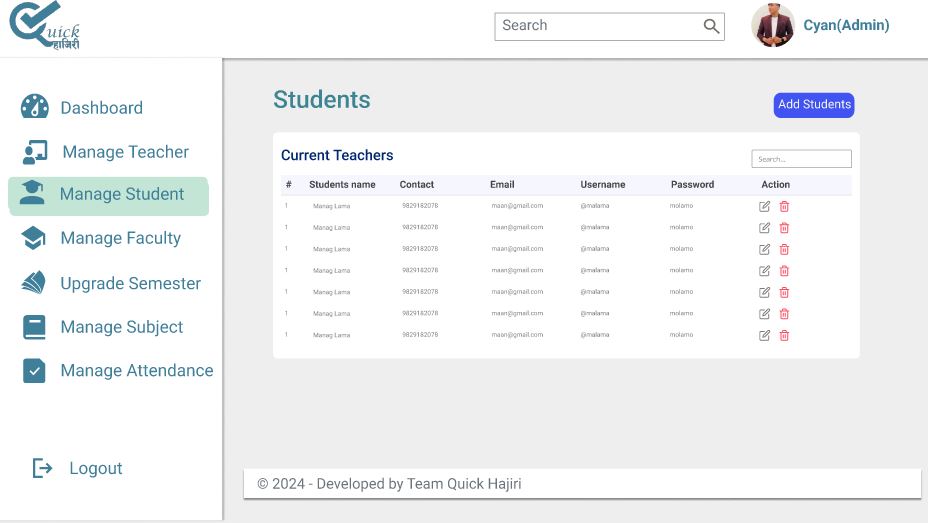 Quick
हाजिरी
Search
Cyan(Admin)
Dashboard
Manage Teacher
Manage Student
Manage Faculty
Upgrade Semester
Manage Subject
Manage Attendance
Logout
Students
Add Students
Current Teachers
Search...
# Students name Contact Email Username Password Action
1 Manag Lama 9829182078 maan@gmail.com @malama molamo
1 Manag Lama 9829182078 maan@gmail.com @malama molamo
1 Manag Lama 9829182078 maan@gmail.com @malama molamo
1 Manag Lama 9829182078 maan@gmail.com @malama molamo
1 Manag Lama 9829182078 maan@gmail.com @malama molamo
1 Manag Lama 9829182078 maan@gmail.com @malama molamo
1 Manag Lama 9829182078 maan@gmail.com @malama molamo
© 2024 - Developed by Team Quick Hajiri